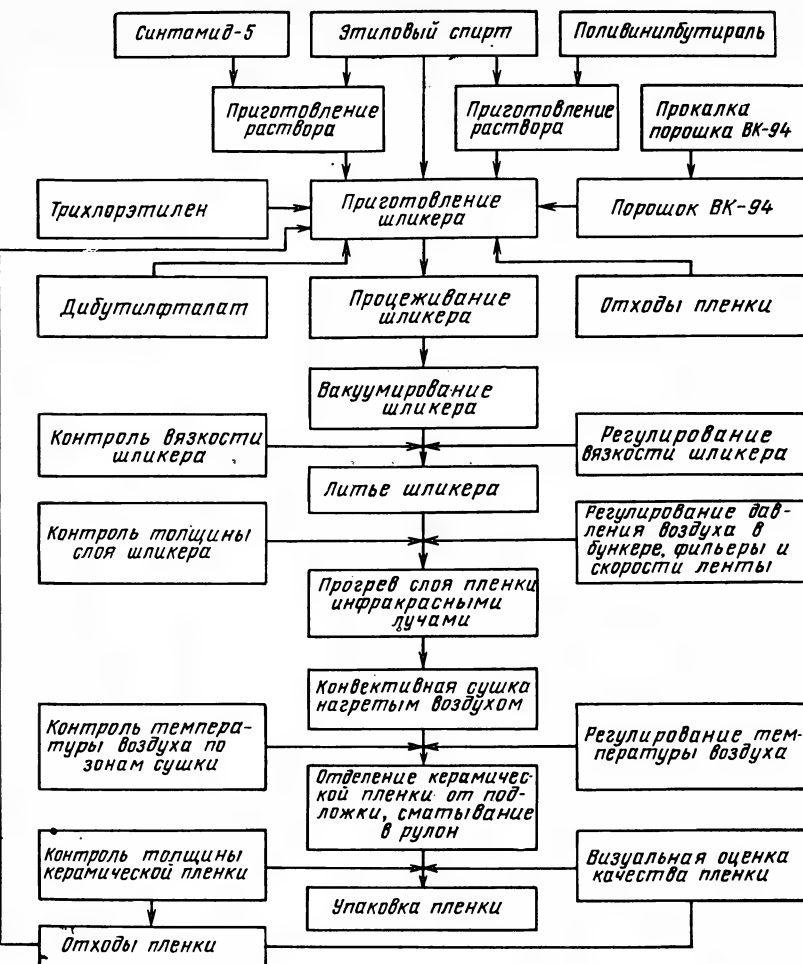 Синтамид-5
Этиловый спирт
Поливинилбутираль
Приготовление
раствора
Приготовление
раствора
Прокалка
порошка ВК-94
Трихлорэтилен
Приготовление
шликера
Порошок ВК-94
Дибутилфталат
Процеживание
шликера
Отходы пленки
Вакуумирование
шликера
Контроль вязкости
шликера
Регулирование
вязкости шликера
Литье шликера
Контроль толщины
слоя шликера
Регулирование дав-
ления воздуха в
бункере, фильеры и
скорости ленты
Прогрев слоя пленки
инфракрасными
лучами
Конвективная сушка
нагретым воздухом
Контроль темпера-
туры воздуха по
зонам сушки
Регулирование тем-
пературы воздуха
Отделение керамичес-
кой пленки от под-
ложки, сматывание
в рулон
Контроль толщины
керамической пленки
Визуальная оценка
качества пленки
Упаковка пленки
Отходы пленки